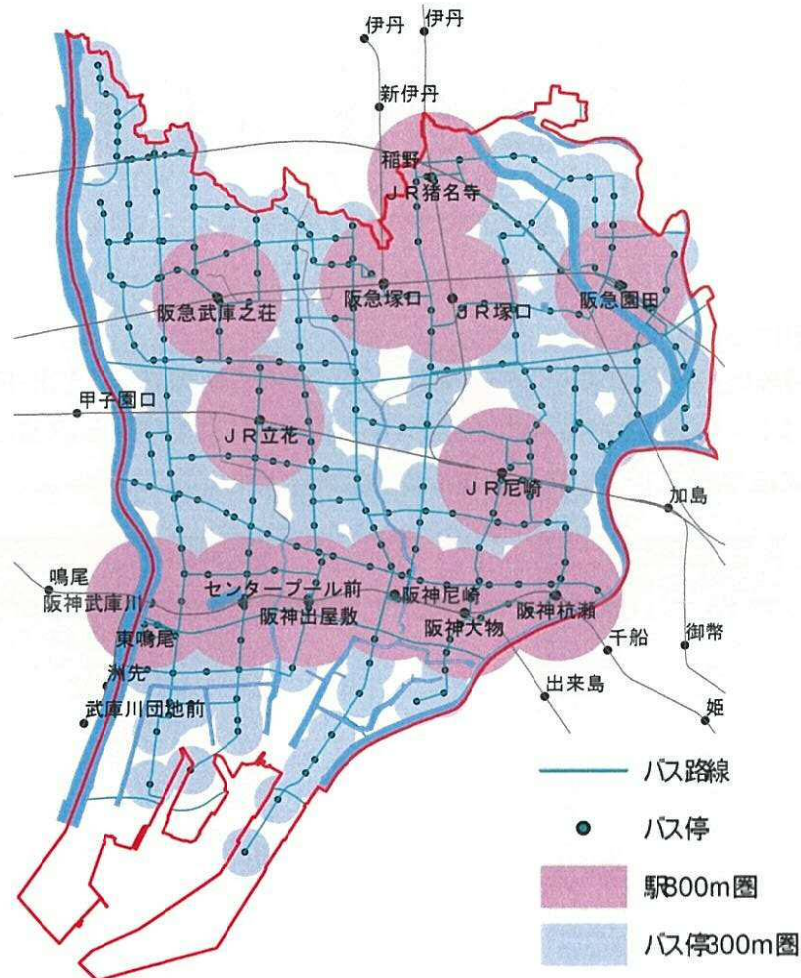 伊丹
伊丹
新伊丹
稲野
ＪＲ猪名寺
阪急武庫之荘
阪急塚口
ＪＲ塚口
阪急園田
甲子園口
ＪＲ立花
ＪＲ尼崎
加島
鳴尾
阪神武庫川
センタープール前
阪神出屋敷
阪神尼崎
阪神大物
阪神杭瀬
東鳴尾
千船
御幣
洲先
出来島
武庫川団地前
姫
バス路線
バス停
駅800m圏
バス停300m圏